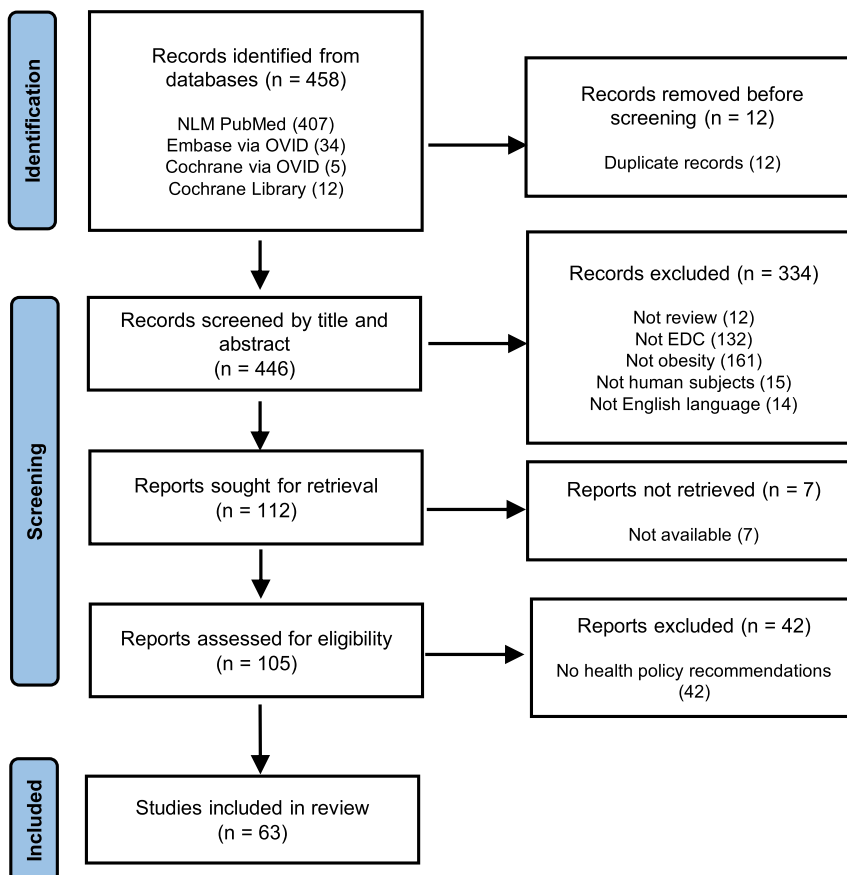 Identification
Records identified from
databases (n = 458)
NLM PubMed (407)
Embase via OVID (34)
Cochrane via OVID (5)
Cochrane Library (12)
Records removed before
screening (n = 12)
Duplicate records (12)
Screening
Records screened by title and
abstract
(n = 446)
Records excluded (n = 334)
Not review (12)
Not EDC (132)
Not obesity (161)
Not human subjects (15)
Not English language (14)
Reports sought for retrieval
(n = 112)
Reports not retrieved (n = 7)
Not available (7)
Reports assessed for eligibility
(n = 105)
Reports excluded (n = 42)
No health policy recommendations
(42)
Included
Studies included in review
(n = 63)